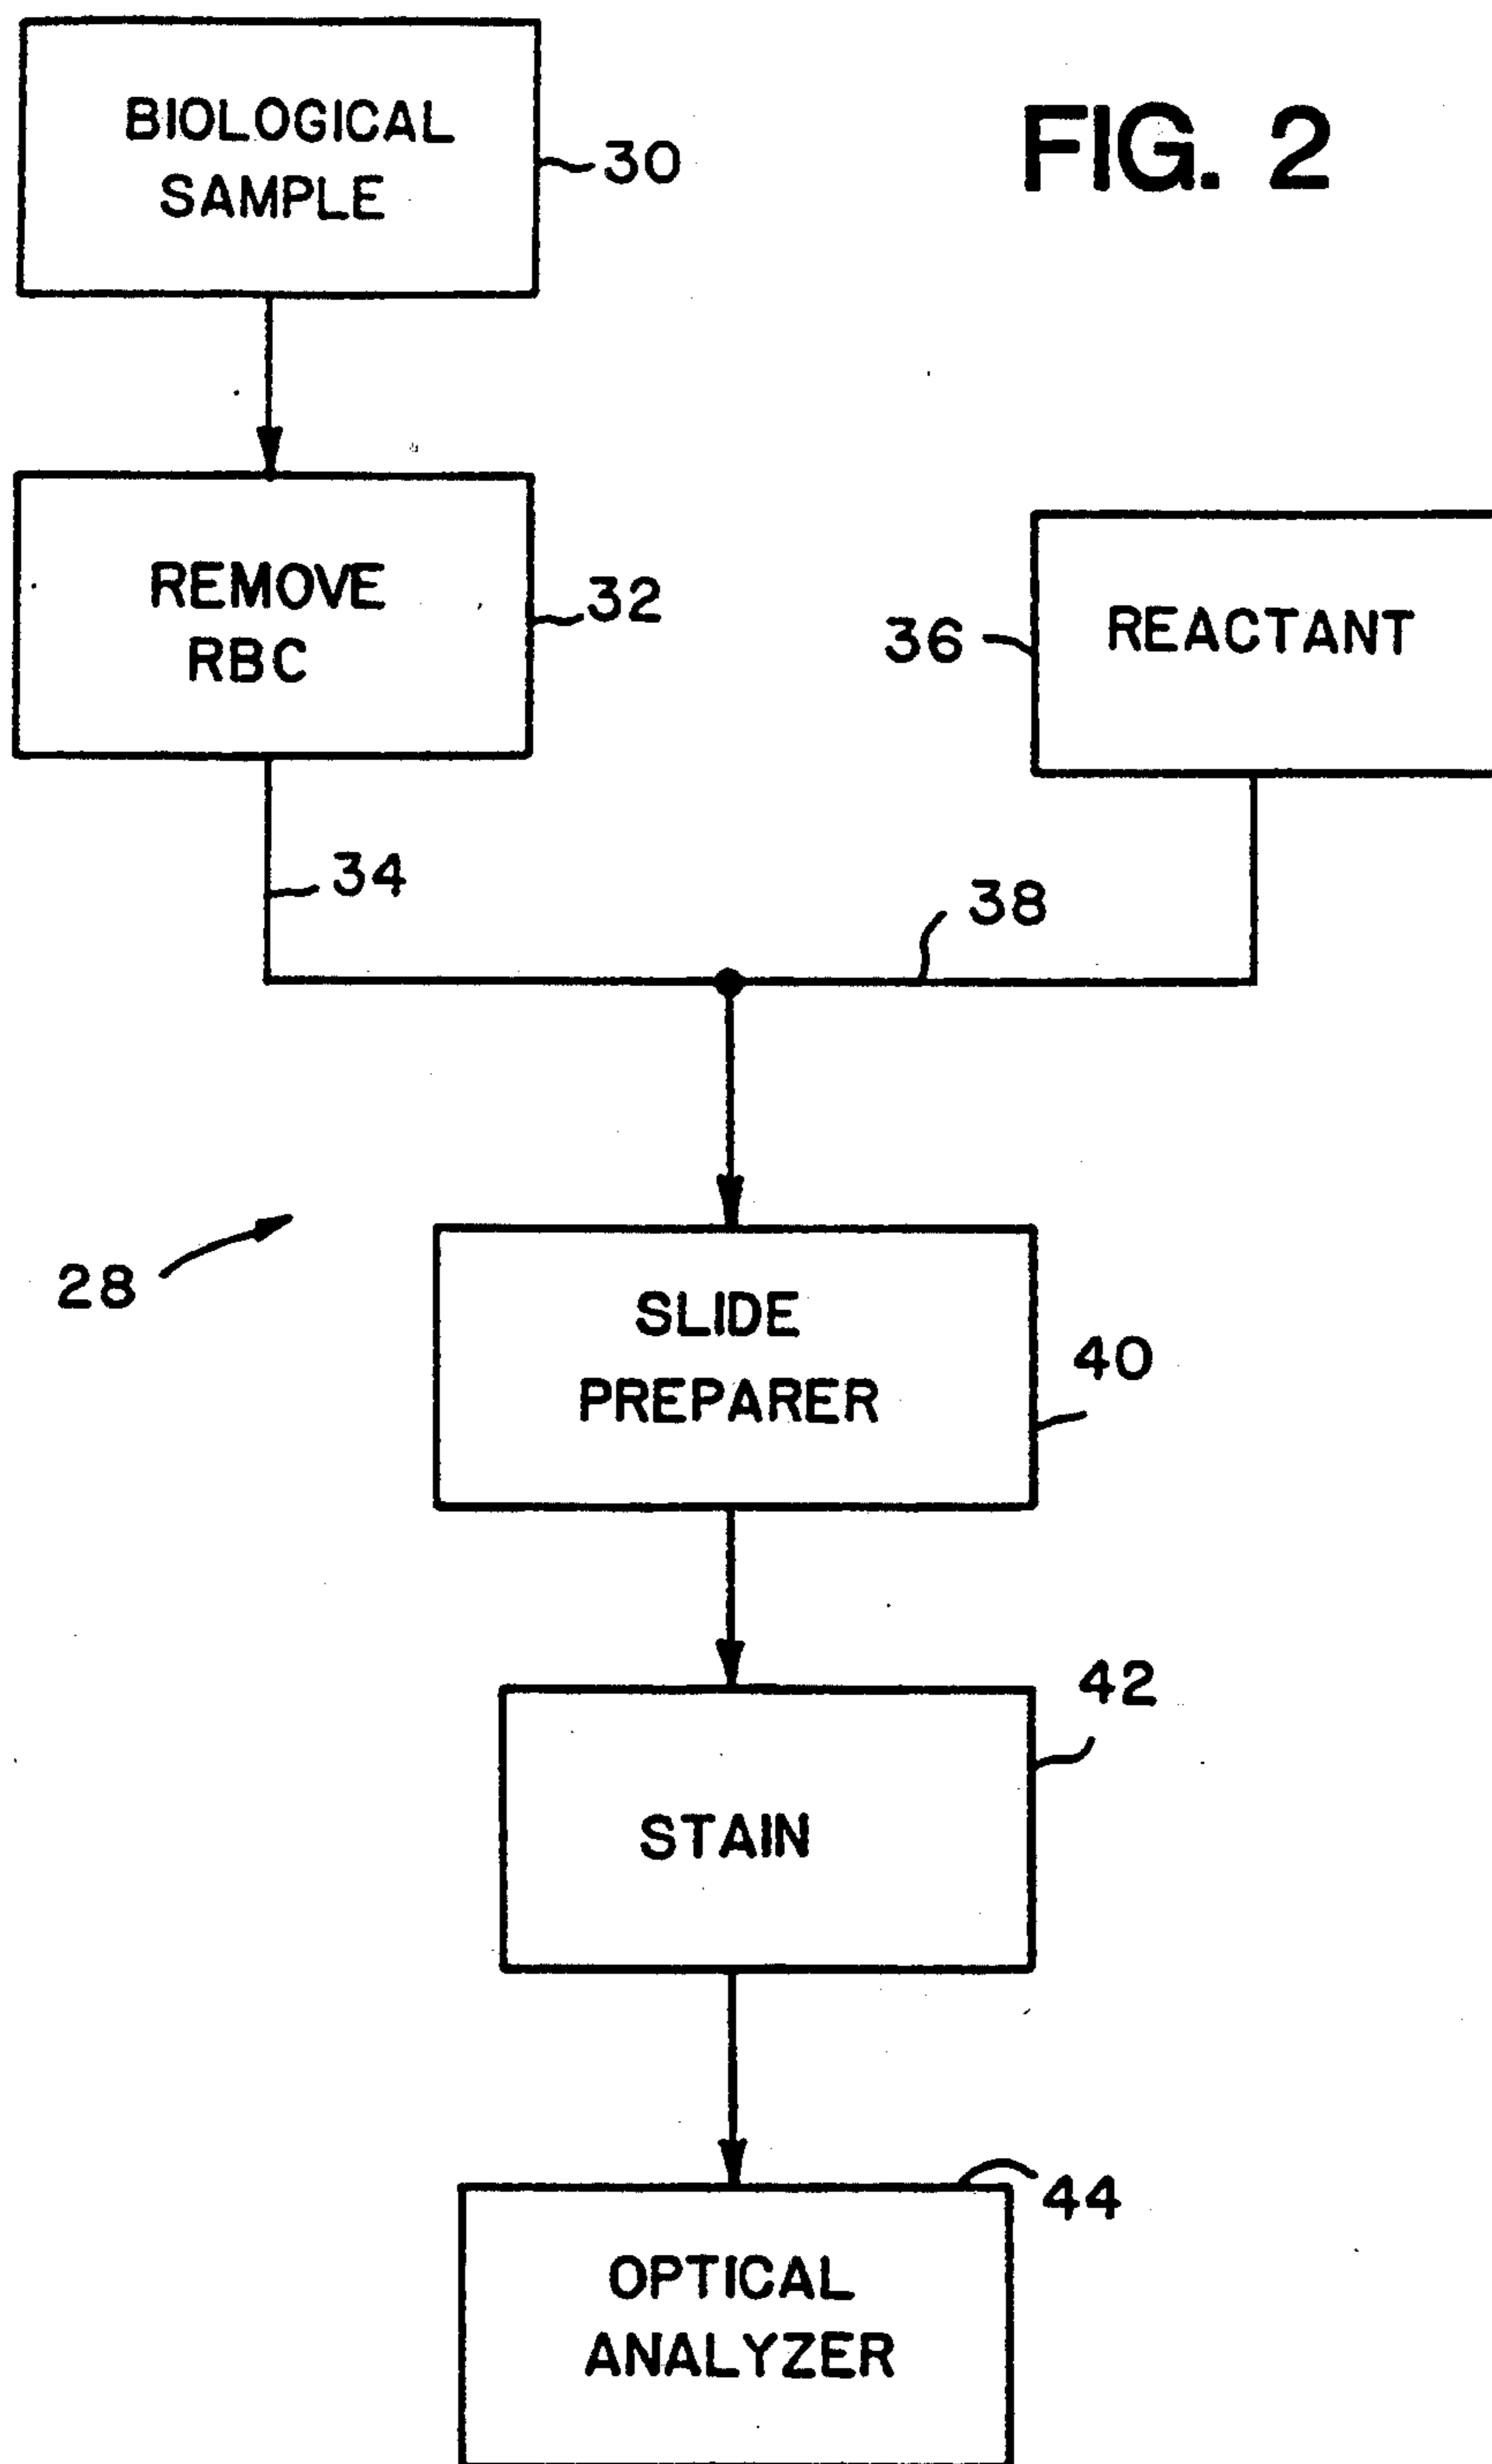 FIG. 2
BIOLOGICAL
SAMPLE
30
REMOVE
RBC
32
36
REACTANT
34
38
28
SLIDE
PREPARER
40
42
STAIN
44
OPTICAL
ANALYZER